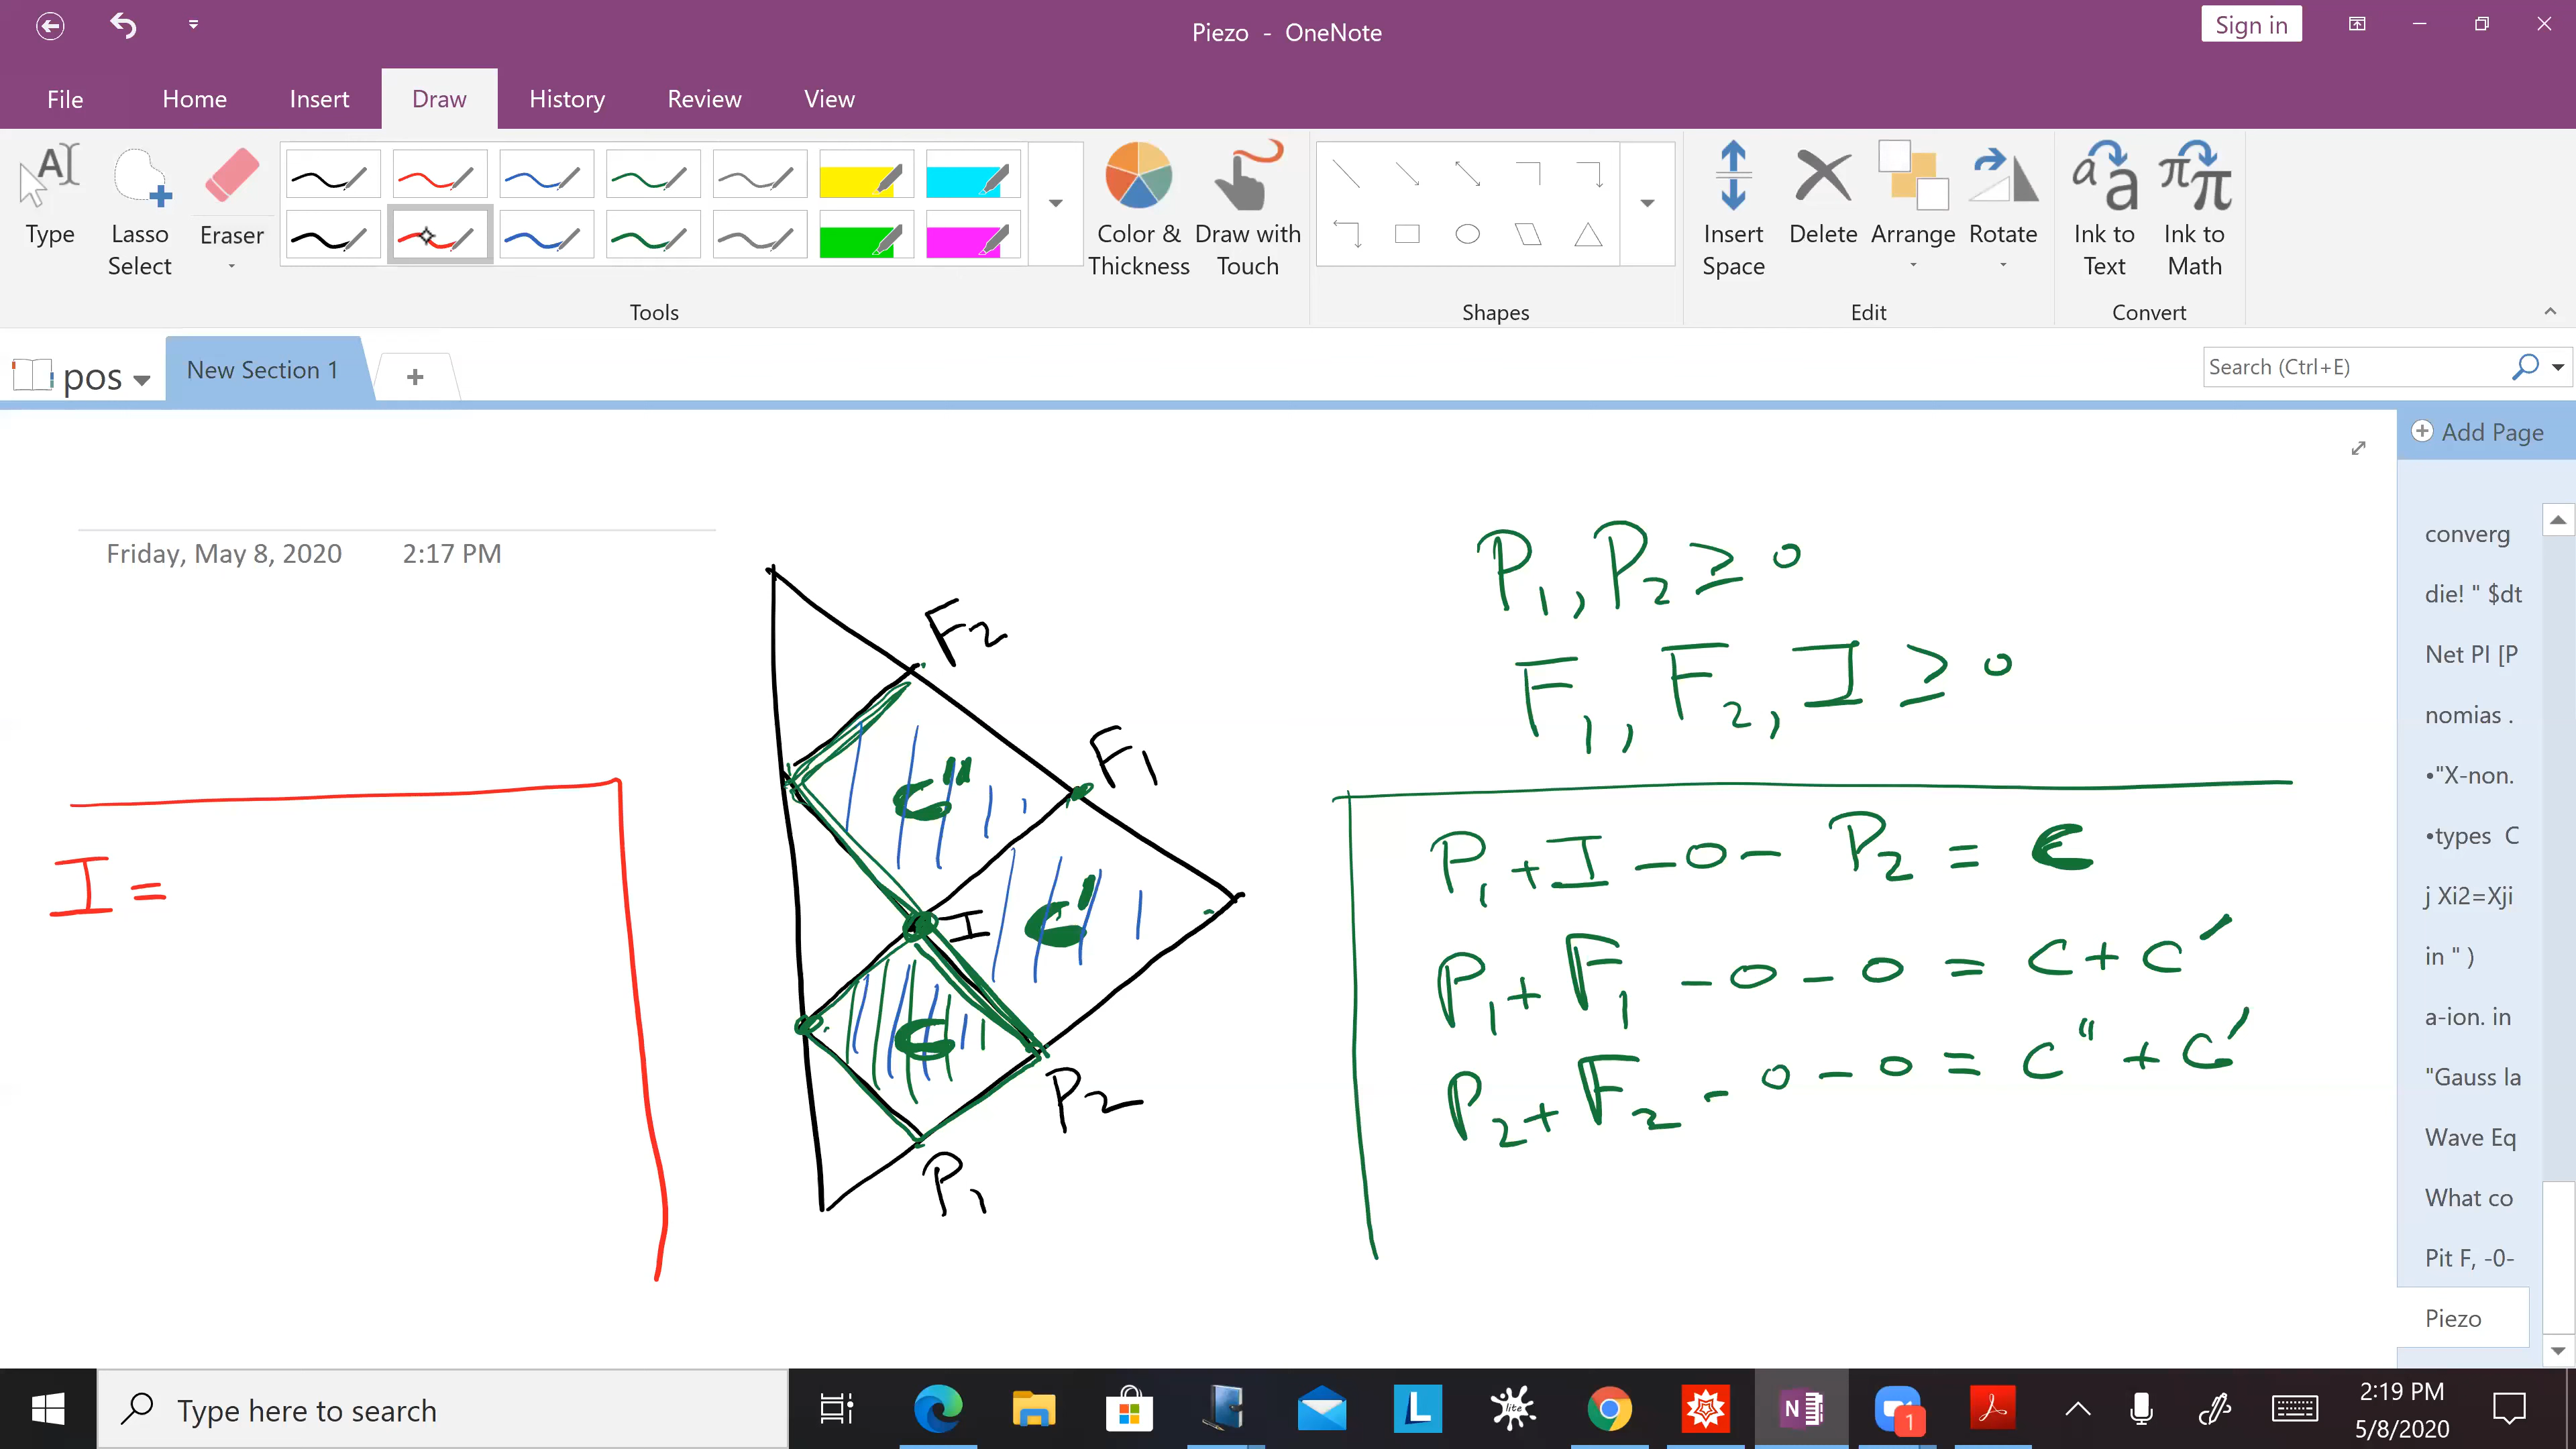 Piezo - OneNote
Sign in
File Home Insert Draw History Review View
Type
Lasso Select
Eraser
Color & Thickness
Draw with Touch
Insert Space
Delete
Arrange
Rotate
Ink to Text
Ink to Math
Tools
Shapes
Edit
Convert
pos
New Section 1
+
Search (Ctrl+E)
Add Page
Friday, May 8, 2020 2:17 PM
converg
die! " $dt
Net PI [P
nomias .
•"X-non.
•types C
j Xi2=Xji
in " )
a-ion. in
"Gauss la
Wave Eq
What co
Pit F, -0-
Piezo
I =
F2
F1
C"
I
C'
C
P2
P1
P1, P2 ≥ 0
F1, F2, I ≥ 0
P1 + I - 0 - P2 = C
P1 + F1 - 0 - 0 = C + C'
P2 + F2 - 0 - 0 = C" + C'
Type here to search
L
lite
N
1
2:19 PM
5/8/2020